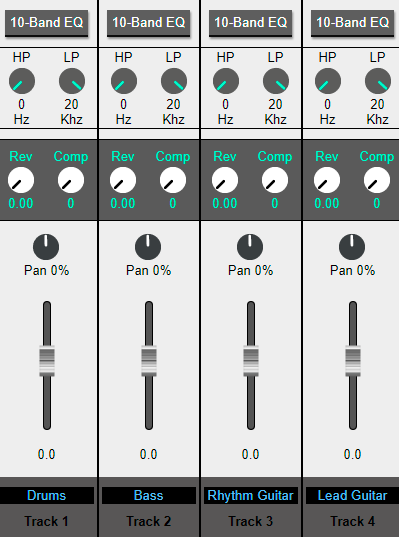 10-Band EQ 10-Band EQ 10-Band EQ 10-Band EQ
HP LP HP LP HP LP HP LP
0 20 0 20 0 20 0 20
Hz Khz Hz Khz Hz Khz Hz Khz
Rev Comp Rev Comp Rev Comp Rev Comp
0.00 0 0.00 0 0.00 0 0.00 0
Pan 0% Pan 0% Pan 0% Pan 0%
0.0 0.0 0.0 0.0
Drums Bass Rhythm Guitar Lead Guitar
Track 1 Track 2 Track 3 Track 4